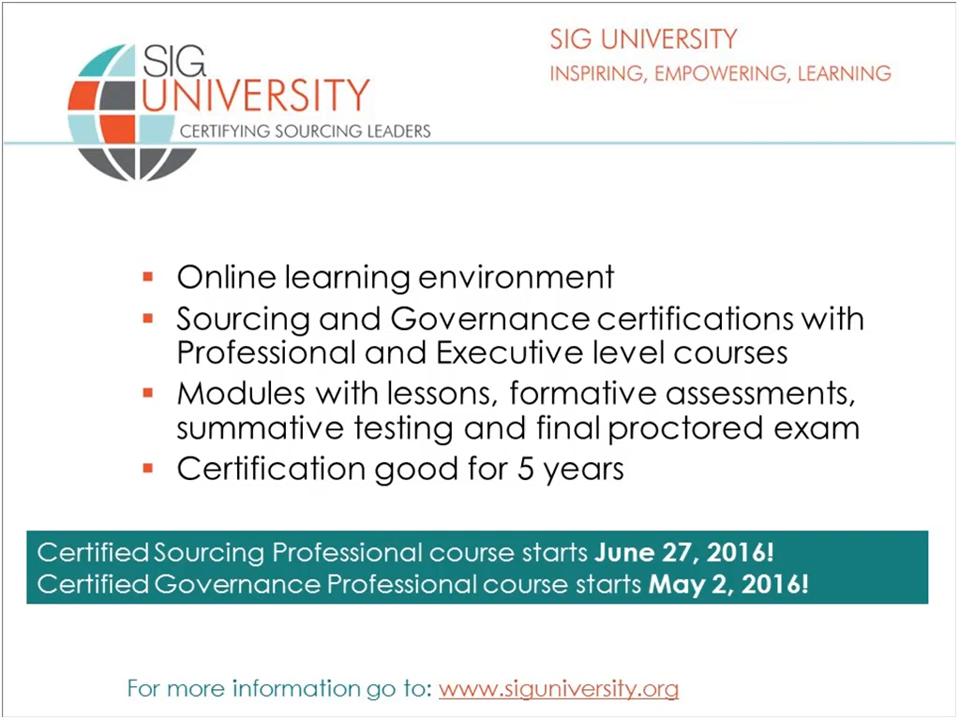 SIG
UNIVERSITY
CERTIFYING SOURCING LEADERS
SIG UNIVERSITY
INSPIRING, EMPOWERING, LEARNING
Online learning environment
Sourcing and Governance certifications with
Professional and Executive level courses
Modules with lessons, formative assessments,
summative testing and final proctored exam
Certification good for 5 years
Certified Sourcing Professional course starts June 27, 2016!
Certified Governance Professional course starts May 2, 2016!
For more information go to: www.siguniversity.org